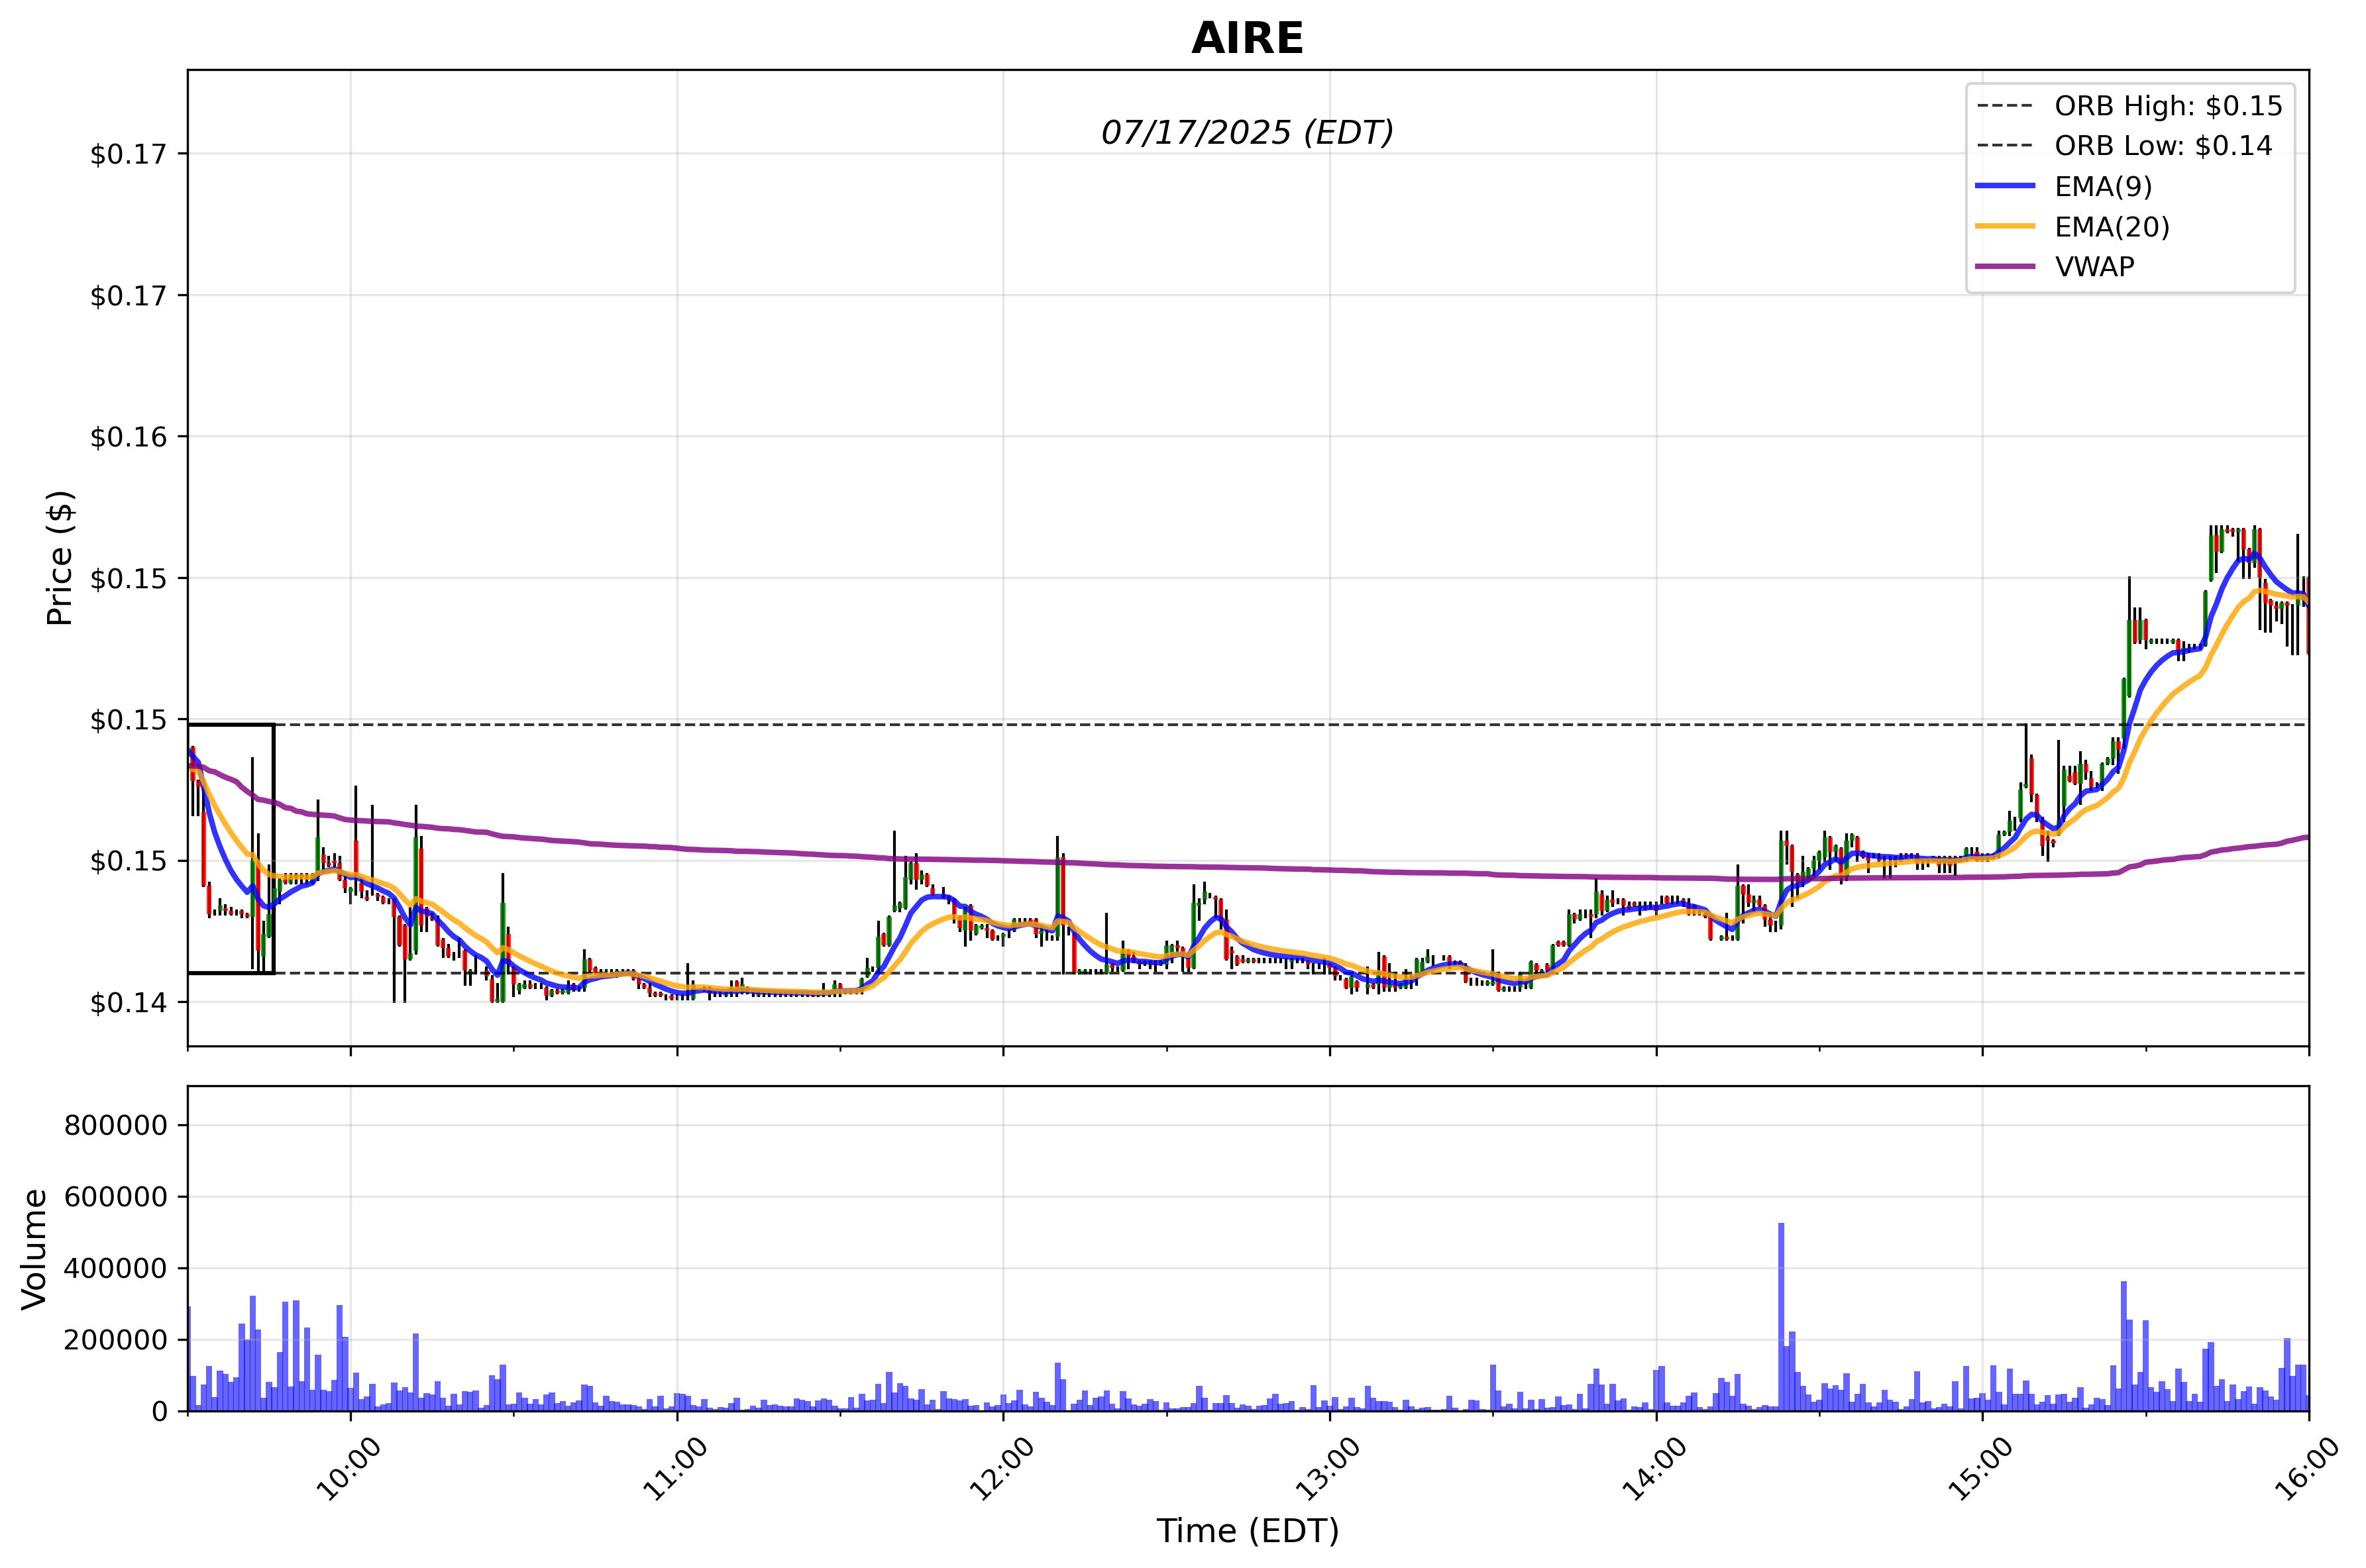 AIRE
07/17/2025 (EDT)
ORB High: $0.15
ORB Low: $0.14
EMA(9)
EMA(20)
VWAP
Price ($)
$0.17
$0.17
$0.16
$0.15
$0.15
$0.15
$0.14
Volume
800000
600000
400000
200000
0
10:00
11:00
12:00
13:00
14:00
15:00
16:00
Time (EDT)